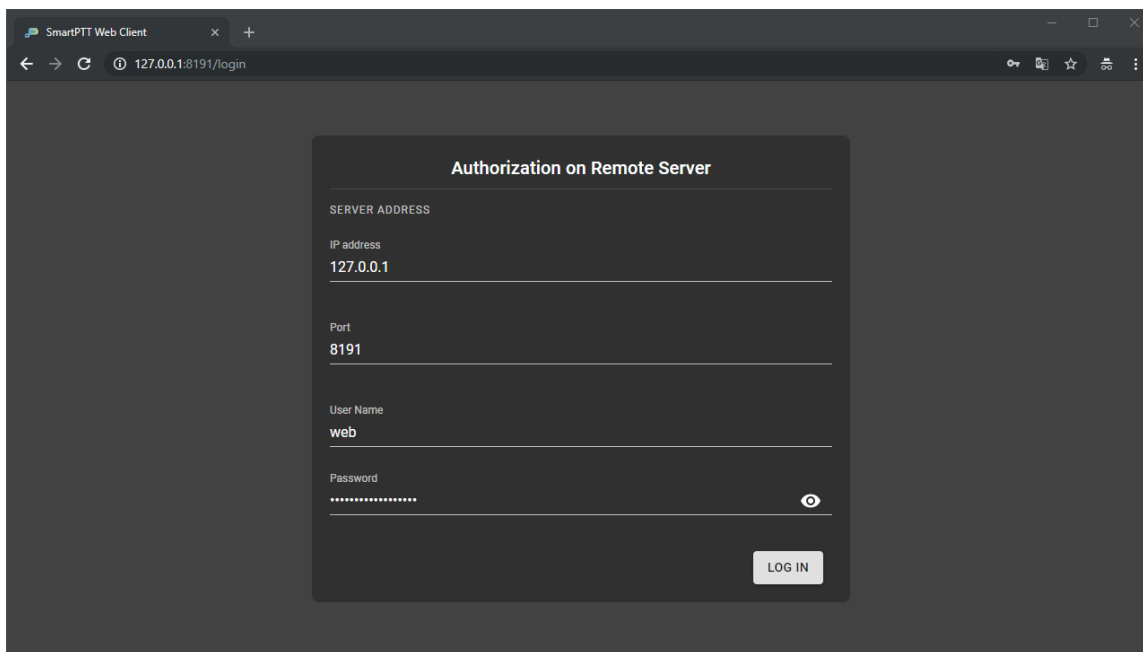 SmartPTT Web Client
127.0.0.1:8191/login
Authorization on Remote Server
SERVER ADDRESS
IP address
127.0.0.1
Port
8191
User Name
web
Password
••••••••••••••••••
LOG IN